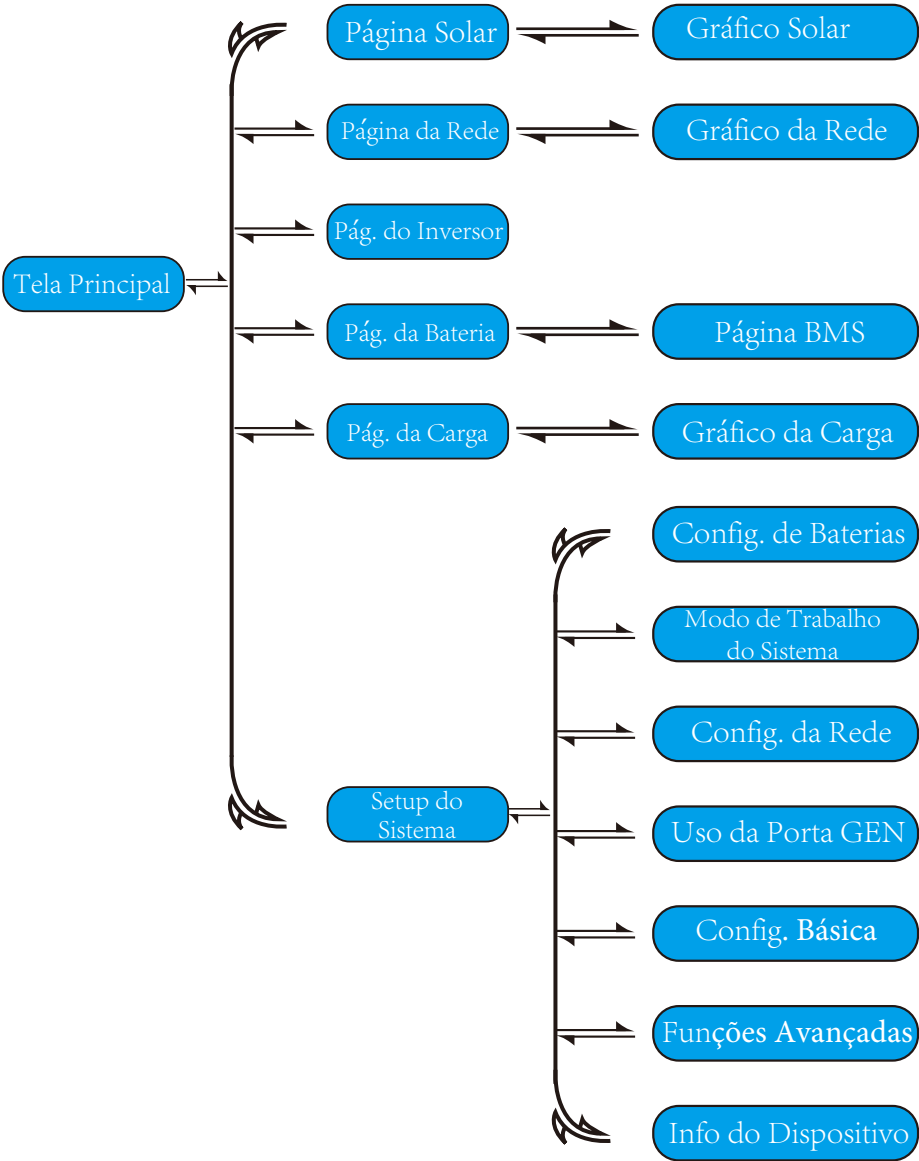 Página Solar
Gráfico Solar
Página da Rede
Gráfico da Rede
Pág. do Inversor
Tela Principal
Pág. da Bateria
Página BMS
Pág. da Carga
Gráfico da Carga
Config. de Baterias
Modo de Trabalho
do Sistema
Config. da Rede
Setup do
Sistema
Uso da Porta GEN
Config. Básica
Funções Avançadas
Info do Dispositivo